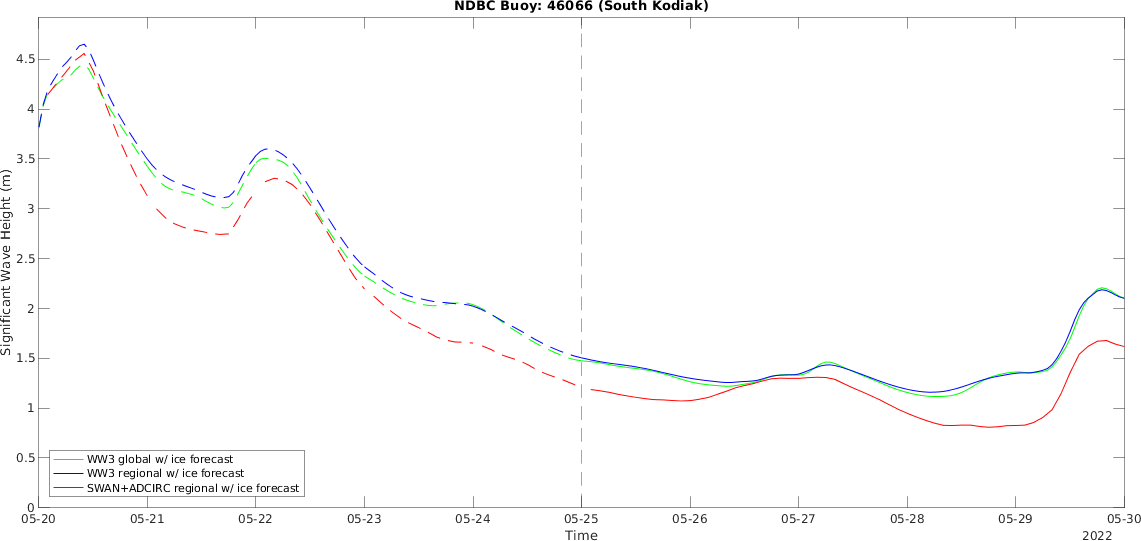 NDBC Buoy: 46066 (South Kodiak)
Significant Wave Height (m)
4.5
4
3.5
3
2.5
2
1.5
1
0.5
0
WW3 global w/ ice forecast
WW3 regional w/ ice forecast
SWAN+ADCIRC regional w/ ice forecast
05-20 05-21 05-22 05-23 05-24 05-25 05-26 05-27 05-28 05-29 05-30
Time
2022